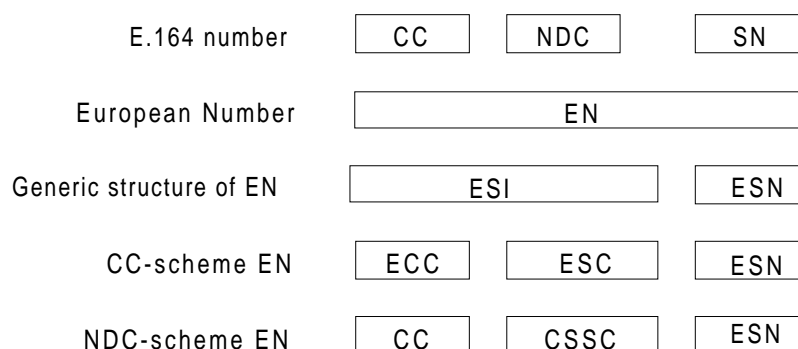 E.164 number CC NDC SN
European Number EN
Generic structure of EN ESI ESN
CC-scheme EN ECC ESC ESN
NDC-scheme EN CC CSSC ESN